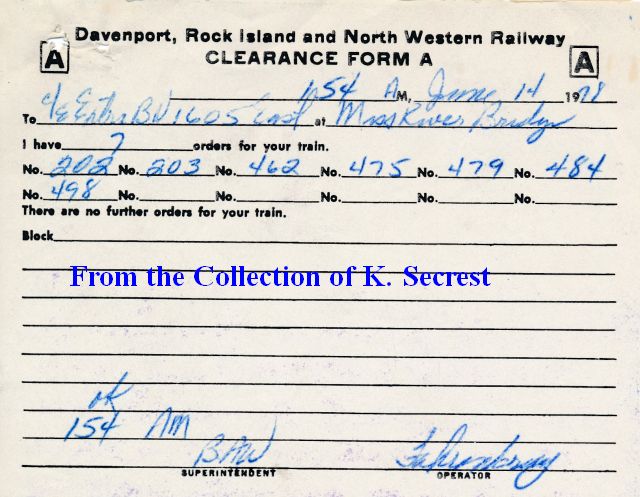 Davenport, Rock Island and North Western Railway
A CLEARANCE FORM A A
154 AM, June 14 1978
To C/E Extra BN 1605 East at Miss River Bridge
I have 7 orders for your train.
No. 202 No. 203 No. 462 No. 475 No. 479 No. 484
No. 498 No. No. No. No. No.
There are no further orders for your train.
Block
From the Collection of K. Secrest
ok
154 AM
BAW
SUPERINTENDENT OPERATOR